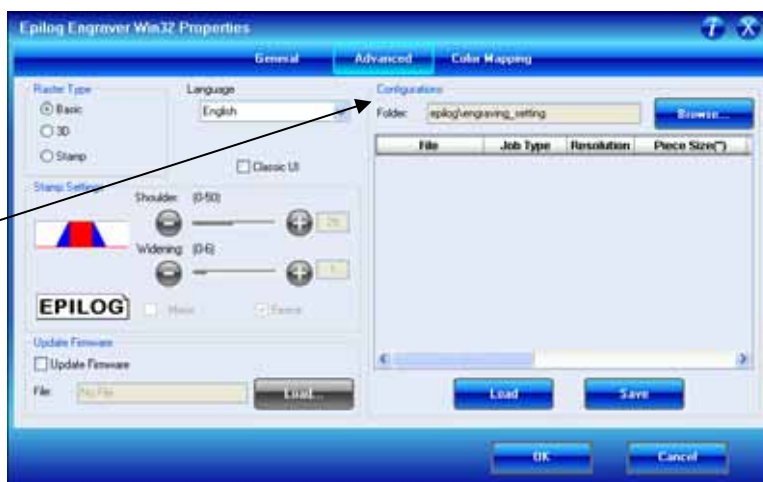 Epilog Engraver Win32 Properties
General Advanced Color Mapping
Raster Type
Basic
3D
Stamp
Language
English
Classic UI
Stamp Settings
Shoulder: (0-50)
Widening: (0-6)
EPILOG
Update Firmware
Update Firmware
File: No File
Load...
Configurations
Folder: epilog\engraving_setting
Browse...
File Job Type Resolution Piece Size(")
Load Save
OK Cancel